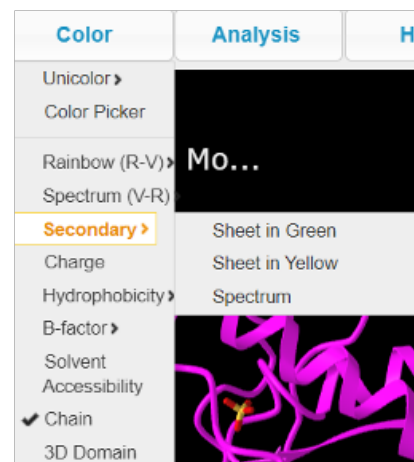 Color
Analysis
H
Unicolor
Color Picker
Rainbow (R-V)
Mo...
Spectrum (V-R)
Secondary
Sheet in Green
Charge
Sheet in Yellow
Hydrophobicity
Spectrum
B-factor
Solvent
Accessibility
Chain
3D Domain